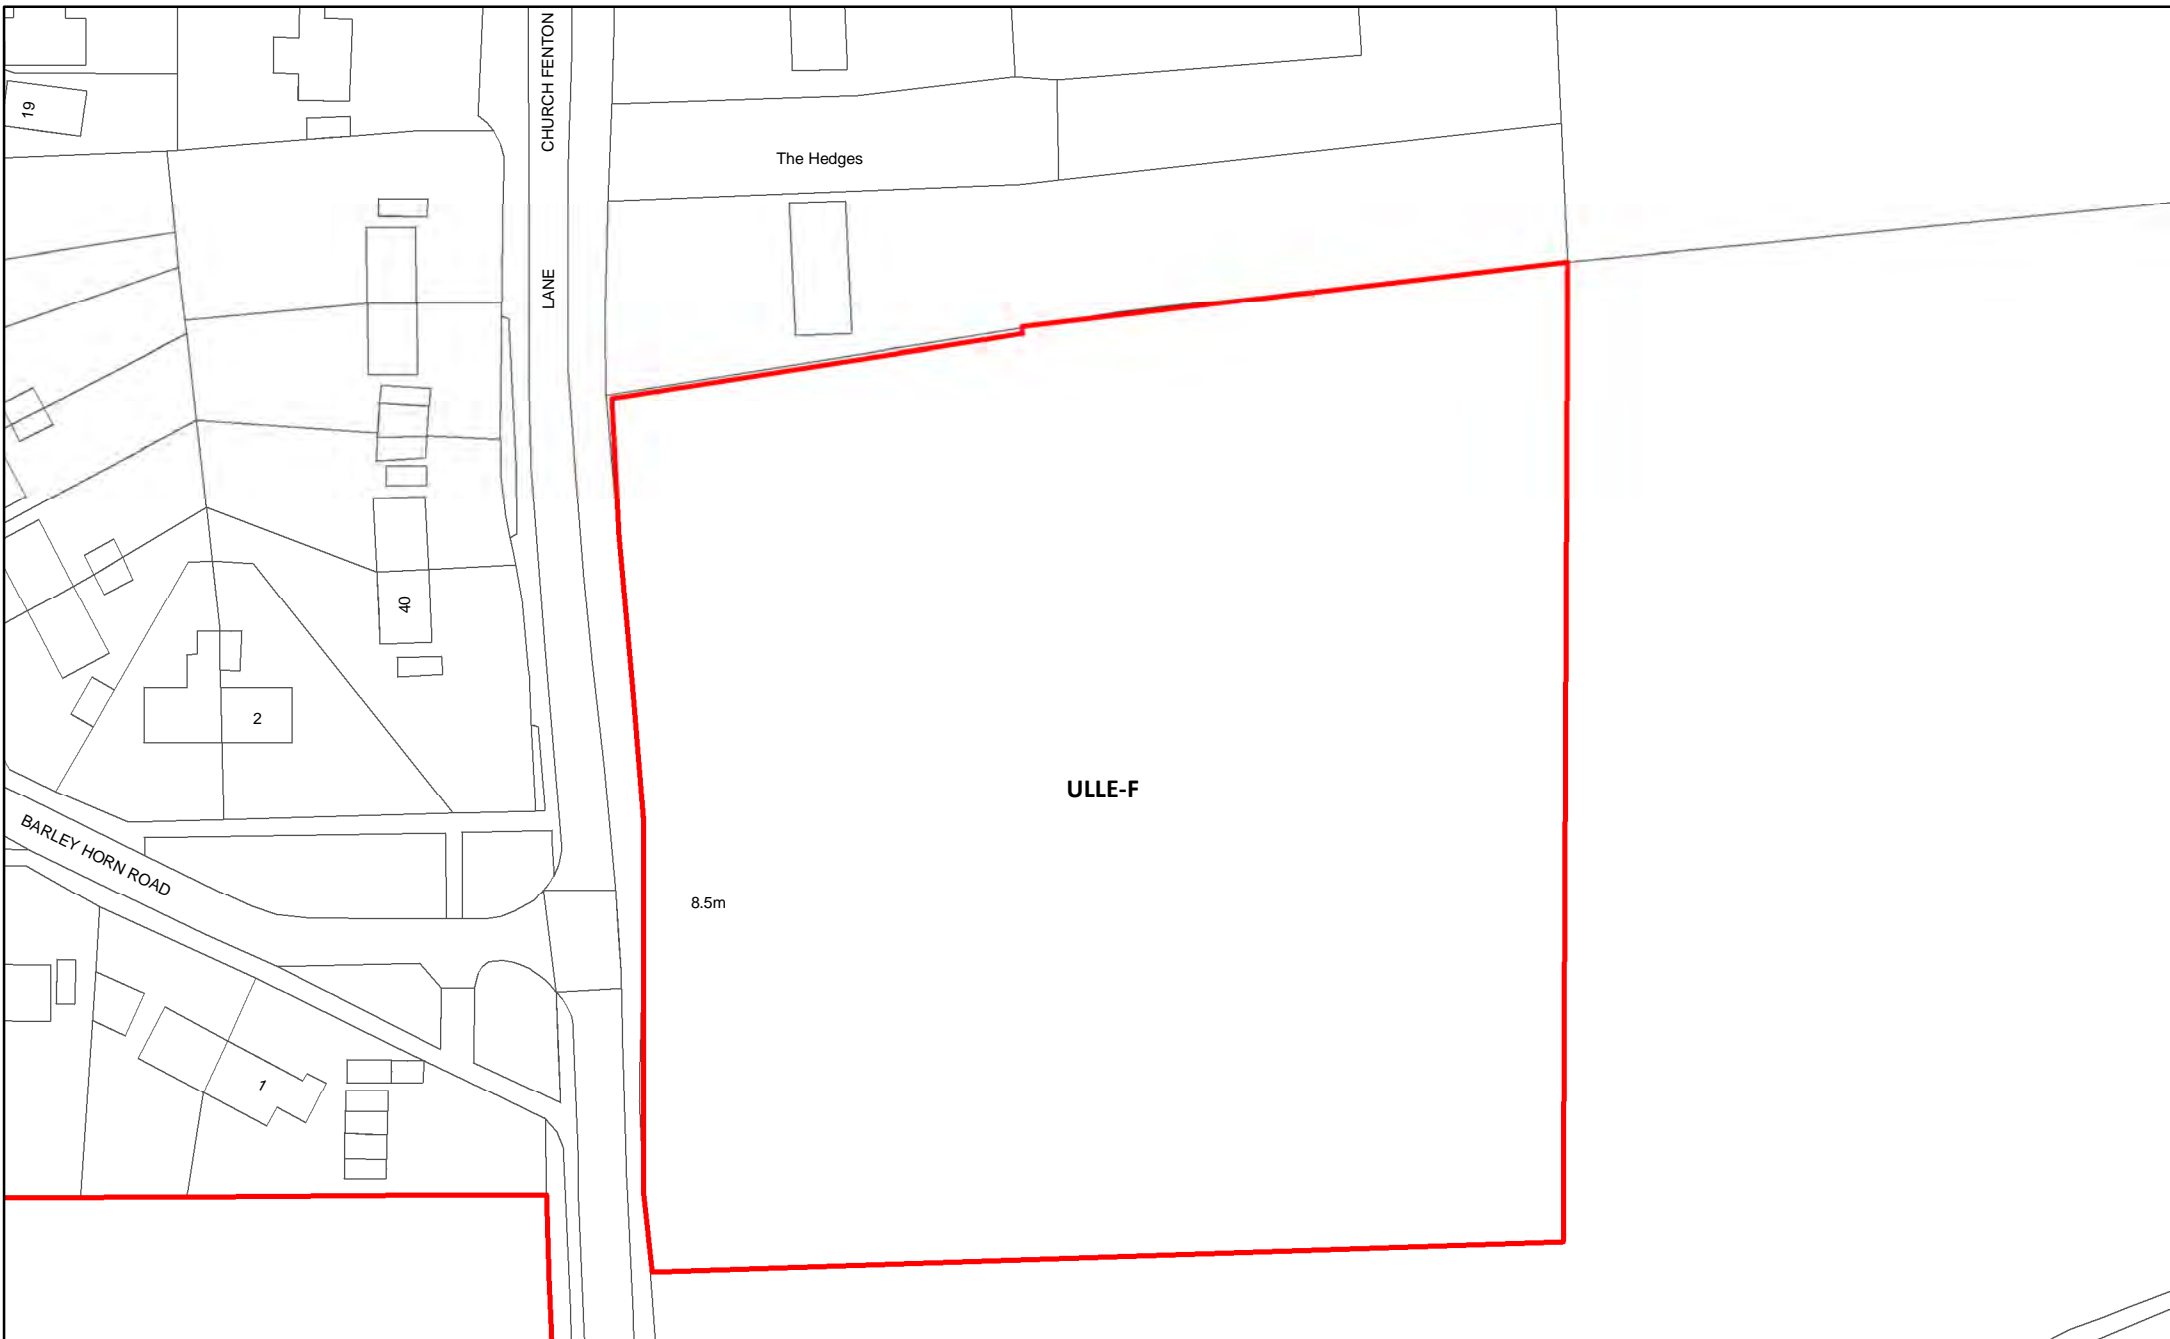 CHURCH FENTON
19
The Hedges
LANE
40
2
ULLE-F
BARLEY HORN ROAD
8.5m
1